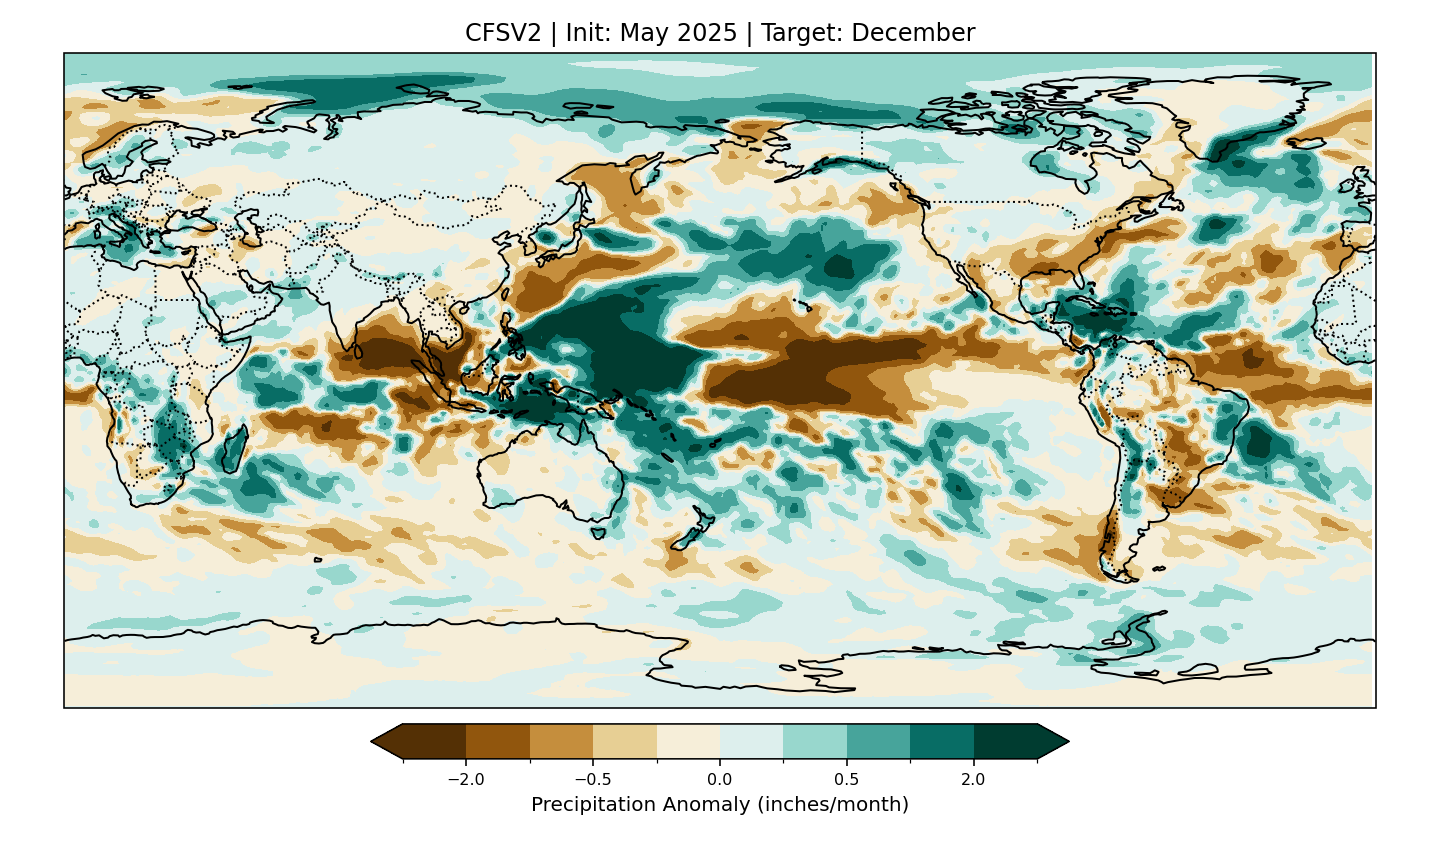 CFSV2 | Init: May 2025 | Target: December
−2.0 −0.5 0.0 0.5 2.0
Precipitation Anomaly (inches/month)